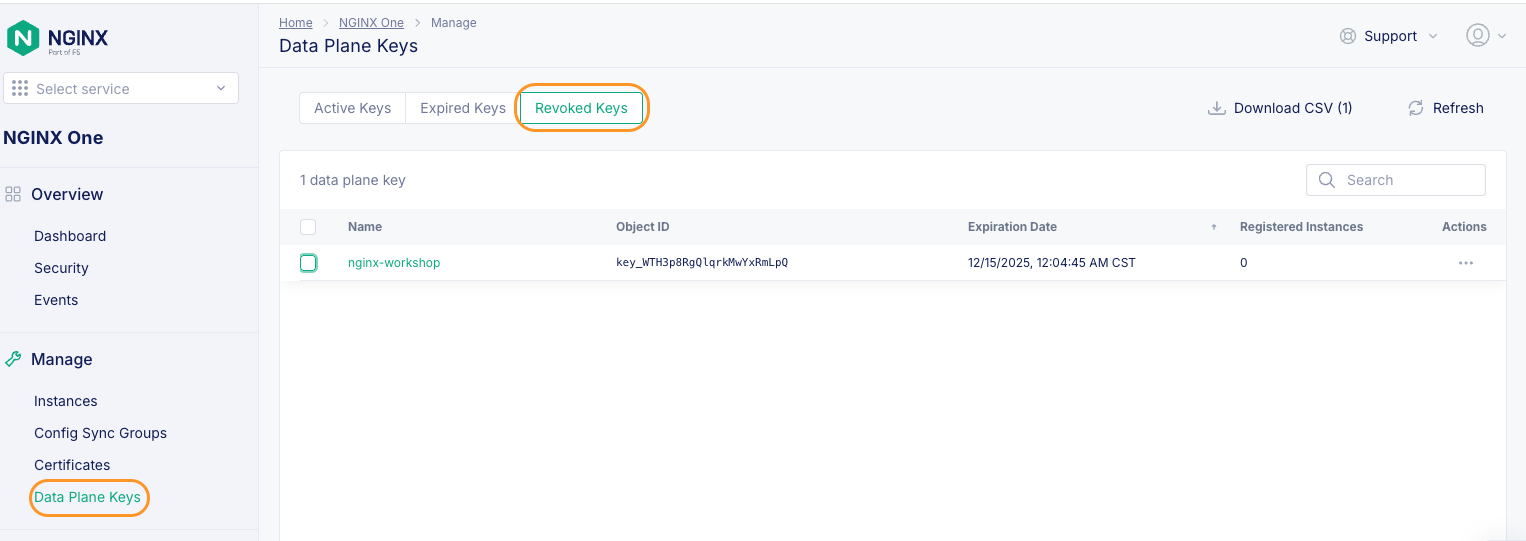 Home > NGINX One > Manage
NGINX
Part of F5
Data Plane Keys
Support
Select service
Active Keys
Expired Keys
Revoked Keys
Download CSV (1)
Refresh
NGINX One
1 data plane key
Search
Overview
Name
Object ID
Expiration Date
Registered Instances
Actions
nginx-workshop
key_WTH3p8RgQlqrkMwYxRmLpQ
12/15/2025, 12:04:45 AM CST
0
Dashboard
Security
Events
Manage
Instances
Config Sync Groups
Certificates
Data Plane Keys